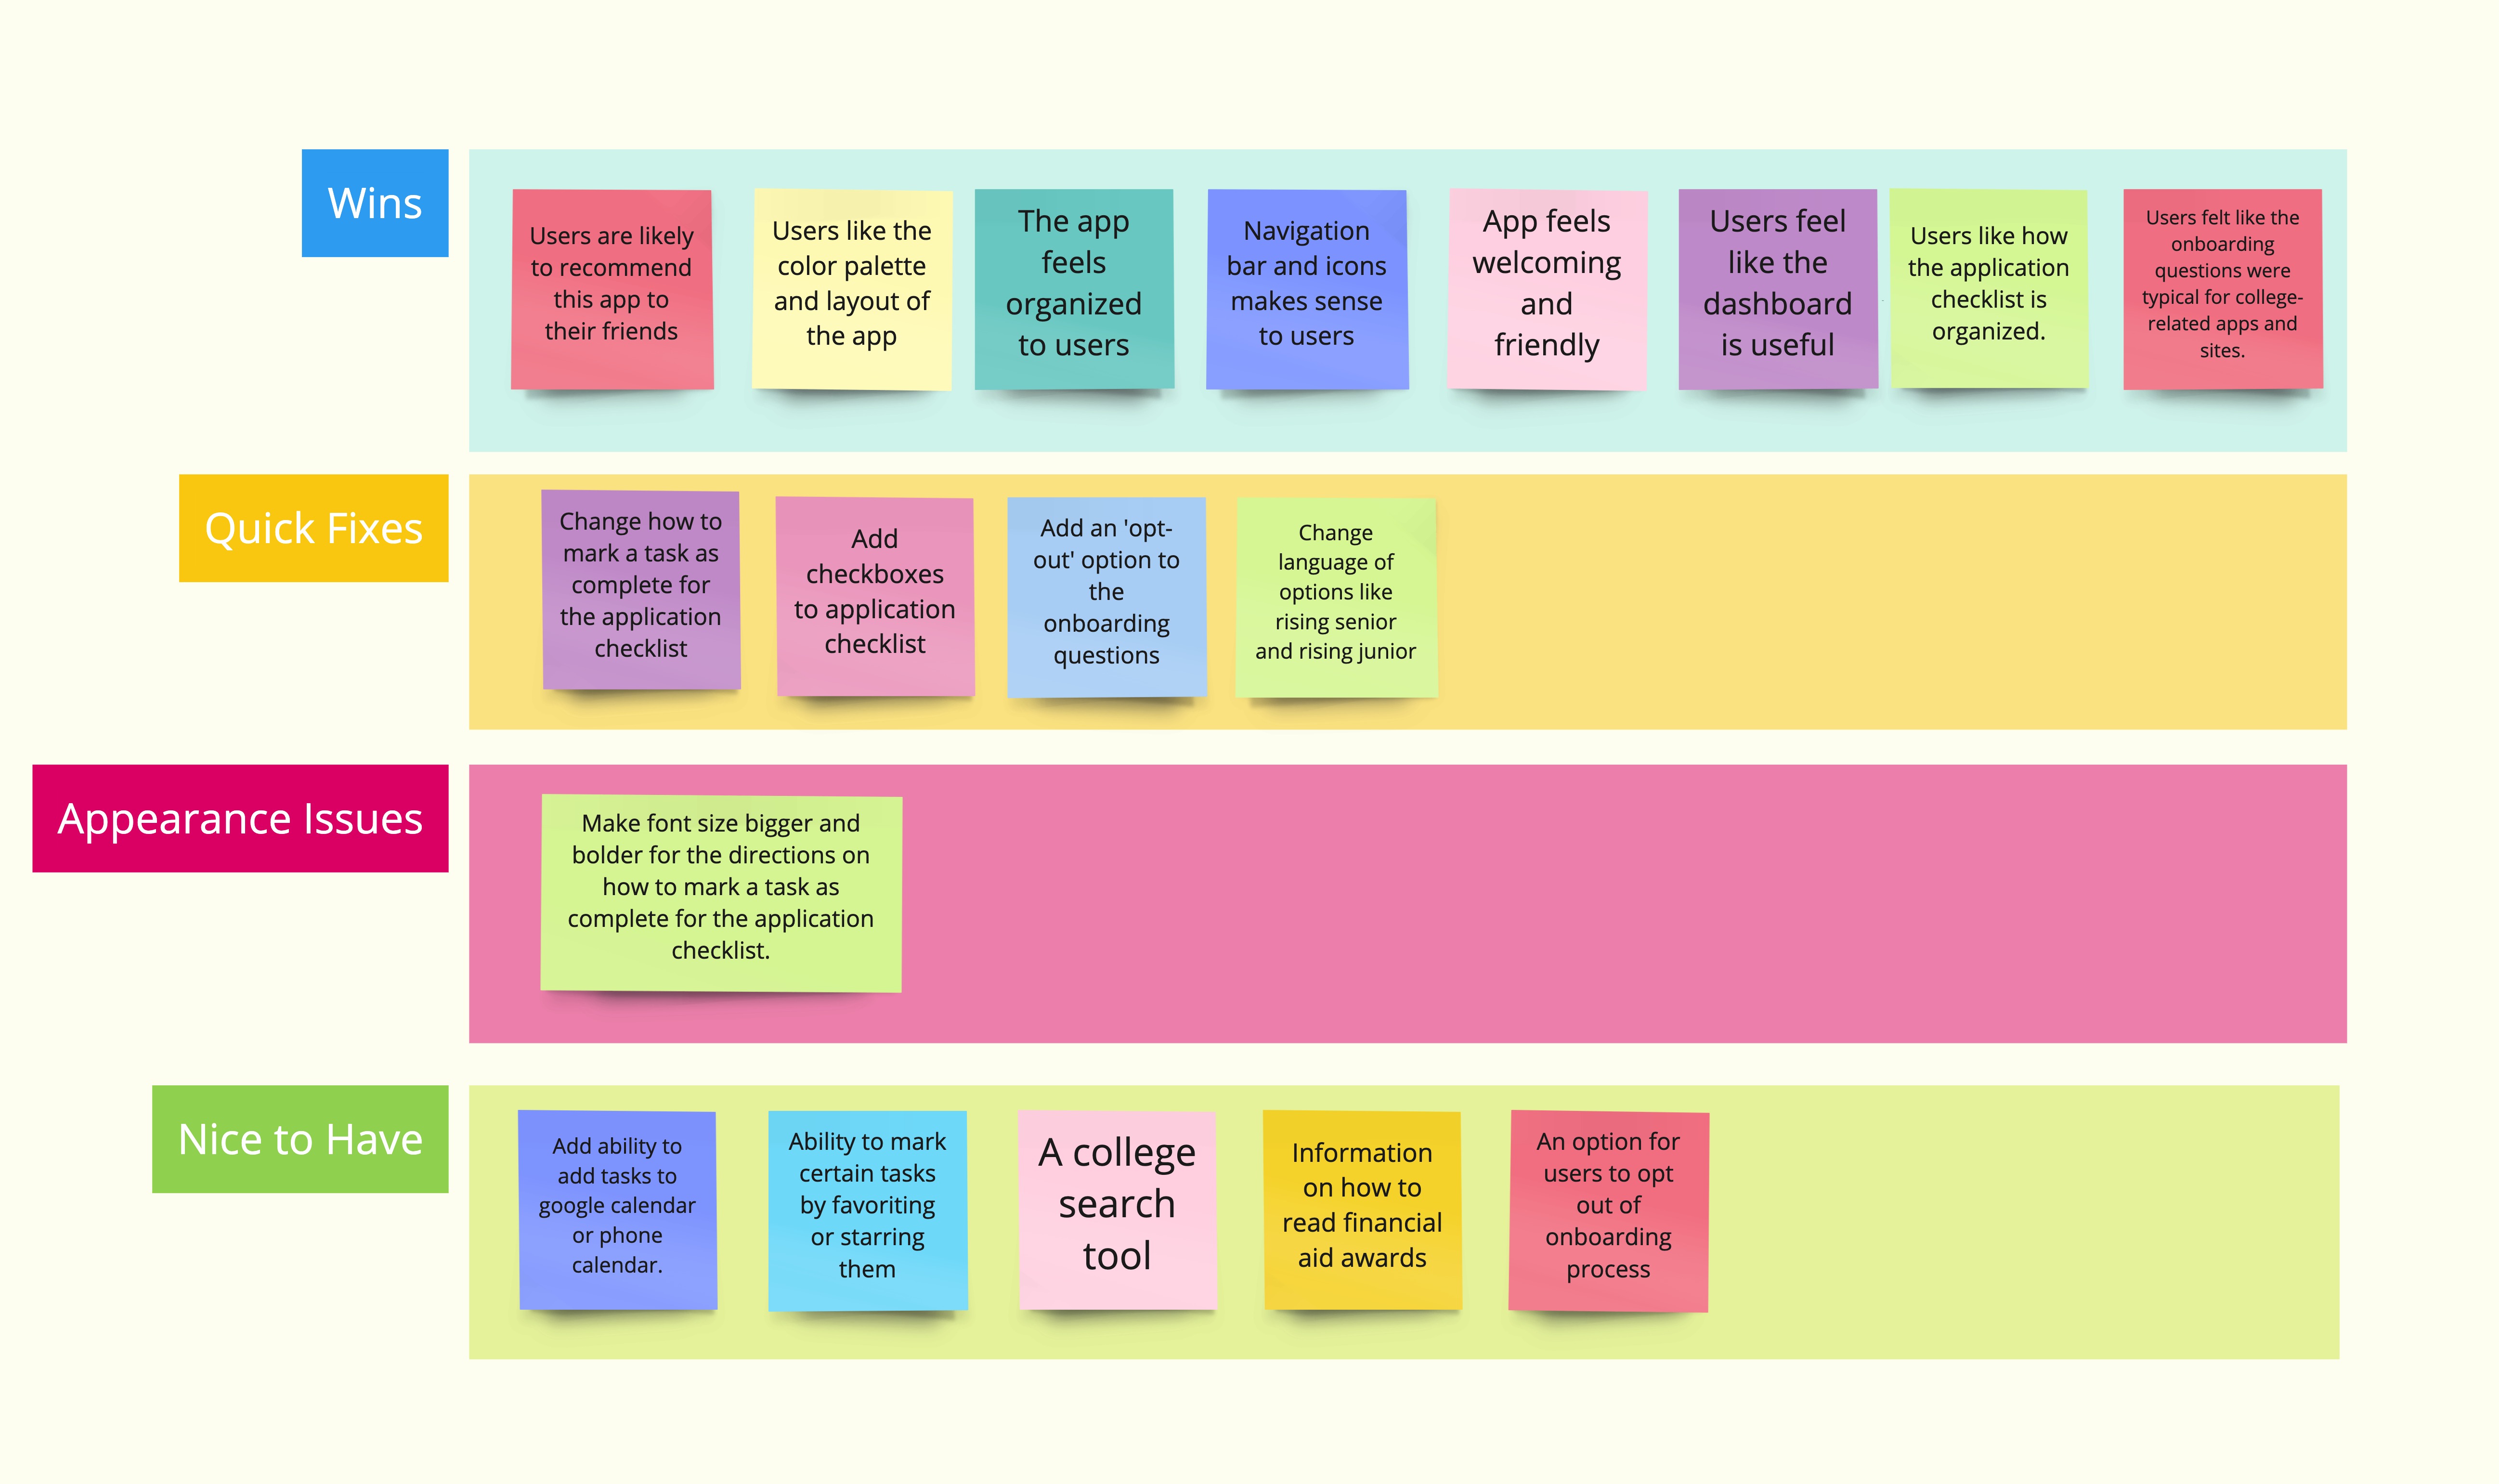 Wins
Users are likely
to recommend
this app to
their friends
Users like the
color palette
and layout of
the app
The app
feels
organized
to users
Navigation
bar and icons
makes sense
to users
App feels
welcoming
and
friendly
Users feel
like the
dashboard
is useful
Users like how
the application
checklist is
organized.
Users felt like the
onboarding
questions were
typical for college-
related apps and
sites.
Quick Fixes
Change how to
mark a task as
complete for
the application
checklist
Add
checkboxes
to application
checklist
Add an 'opt-
out' option to
the
onboarding
questions
Change
language of
options like
rising senior
and rising junior
Appearance Issues
Make font size bigger and
bolder for the directions on
how to mark a task as
complete for the application
checklist.
Nice to Have
Add ability to
add tasks to
google calendar
or phone
calendar.
Ability to mark
certain tasks
by favoriting
or starring
them
A college
search
tool
Information
on how to
read financial
aid awards
An option for
users to opt
out of
onboarding
process